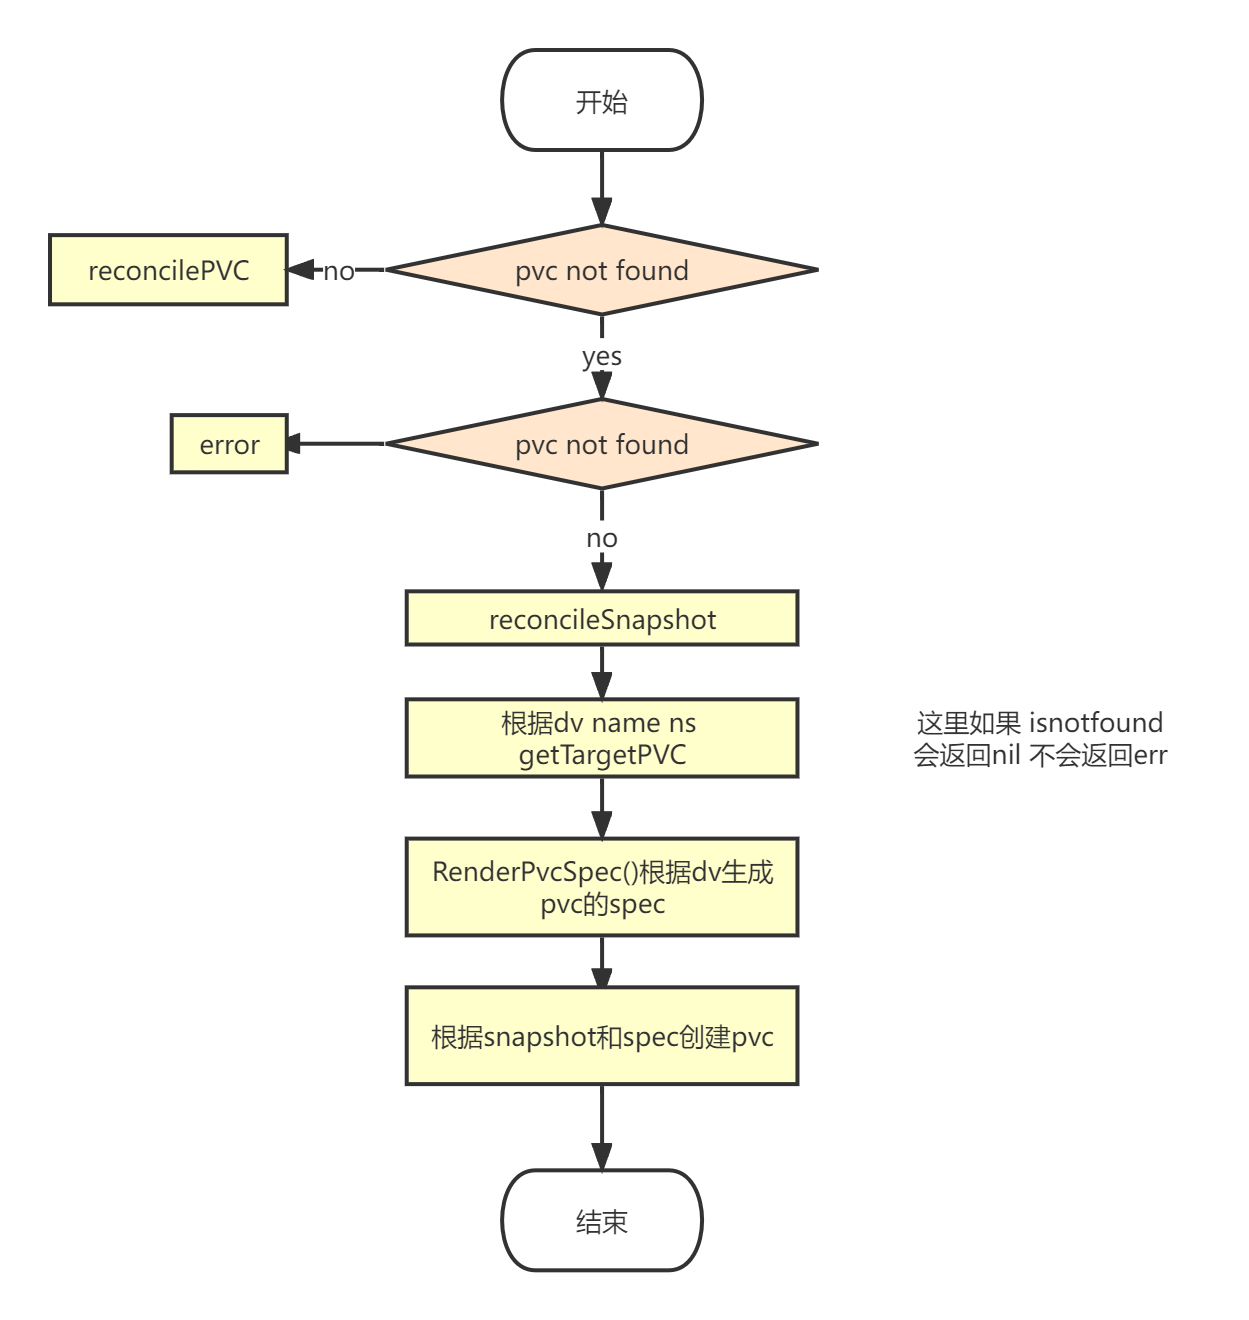 开始
reconcilePVC
no
pvc not found
yes
error
pvc not found
no
reconcileSnapshot
根据dv name ns
getTargetPVC
这里如果 isnotfound
会返回nil 不会返回err
RenderPvcSpec()根据dv生成
pvc的spec
根据snapshot和spec创建pvc
结束